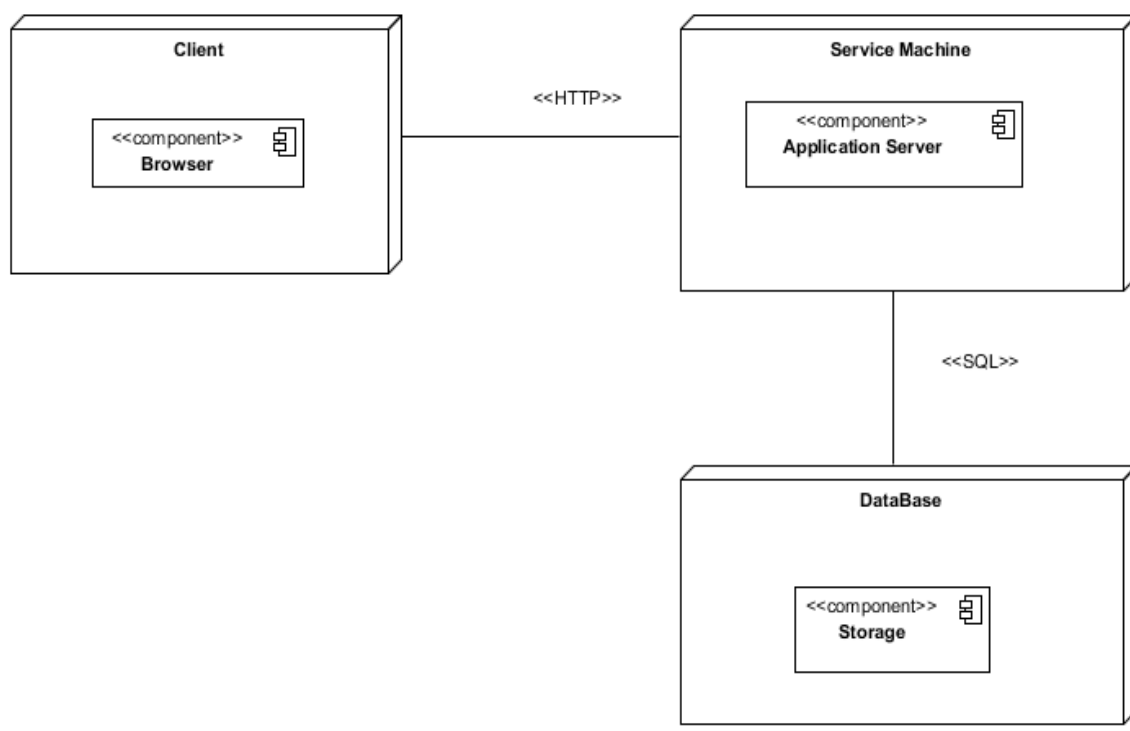 Client
<<component>>
Browser
<<HTTP>>
Service Machine
<<component>>
Application Server
<<SQL>>
DataBase
<<component>>
Storage